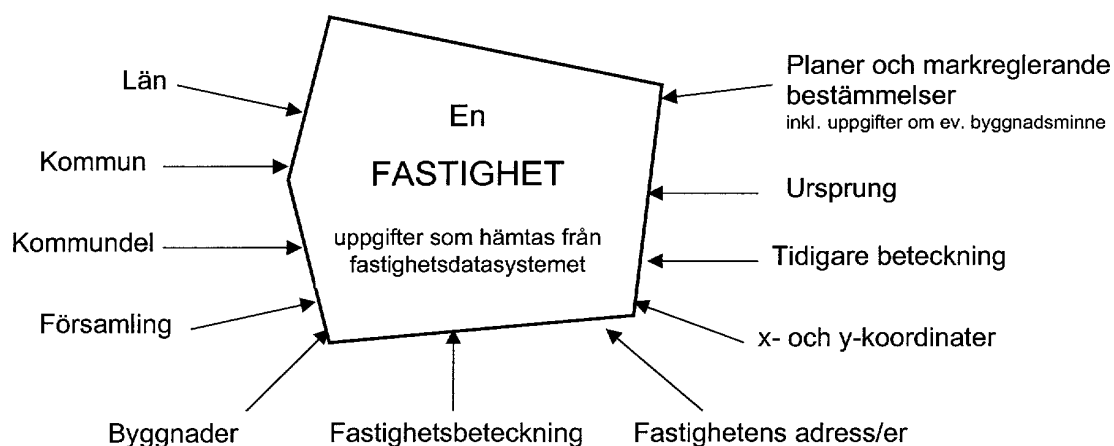 Län
Kommun
Kommundel
Församling
Byggnader
En
FASTIGHET
uppgifter som hämtas från
fastighetsdatasystemet
Fastighetsbeteckning
Fastighetens adress/er
Planer och markreglerande
bestämmelser
inkl. uppgifter om ev. byggnadsminne
Ursprung
Tidigare beteckning
x- och y-koordinater